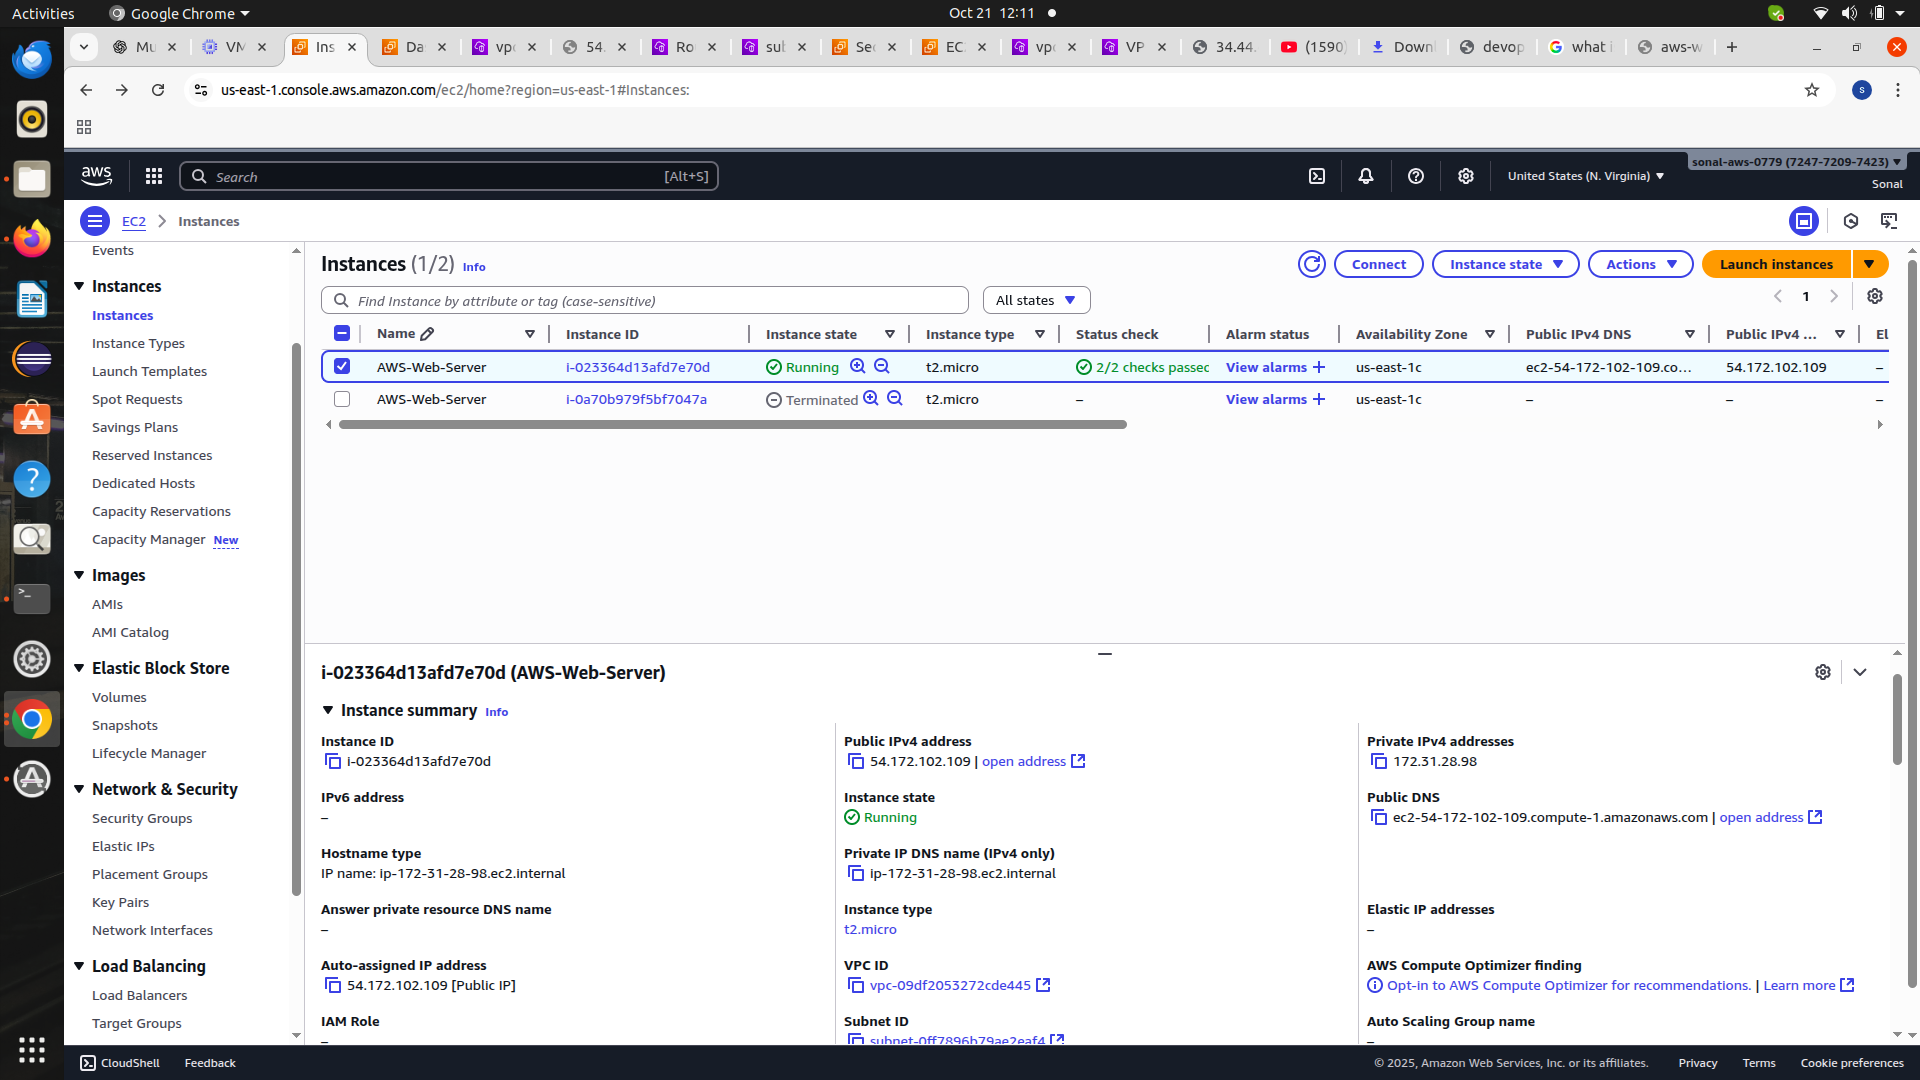 Activities
Google Chrome
Oct 21 12:11
Mu
VM
Ins
Da
vpc
54.
Ro
sub
Sec
EC
vpc
VP
34.44.
(1590)
Downl
devop
what i
aws-w
us-east-1.console.aws.amazon.com/ec2/home?region=us-east-1#Instances:
S
aws
Search
[Alt+S]
United States (N. Virginia)
sonal-aws-0779 (7247-7209-7423)
Sonal
EC2
Instances
Events
Instances
Instances
Instance Types
Launch Templates
Spot Requests
Savings Plans
Reserved Instances
Dedicated Hosts
Capacity Reservations
Capacity Manager New
Images
AMIs
AMI Catalog
Elastic Block Store
Volumes
Snapshots
Lifecycle Manager
Network & Security
Security Groups
Elastic IPs
Placement Groups
Key Pairs
Network Interfaces
Load Balancing
Load Balancers
Target Groups
Instances (1/2) Info
Connect
Instance state
Actions
Launch instances
Find Instance by attribute or tag (case-sensitive)
All states
1
Name Instance ID Instance state Instance type Status check Alarm status Availability Zone Public IPv4 DNS Public IPv4 ... El
AWS-Web-Server i-023364d13afd7e70d Running t2.micro 2/2 checks passed View alarms + us-east-1c ec2-54-172-102-109.co... 54.172.102.109 –
AWS-Web-Server i-0a70b979f5bf7047a Terminated t2.micro – View alarms + us-east-1c – – –
i-023364d13afd7e70d (AWS-Web-Server)
Instance summary Info
Instance ID
i-023364d13afd7e70d
Public IPv4 address
54.172.102.109 | open address
Private IPv4 addresses
172.31.28.98
IPv6 address
–
Instance state
Running
Public DNS
ec2-54-172-102-109.compute-1.amazonaws.com | open address
Hostname type
IP name: ip-172-31-28-98.ec2.internal
Private IP DNS name (IPv4 only)
ip-172-31-28-98.ec2.internal
Answer private resource DNS name
–
Instance type
t2.micro
Elastic IP addresses
–
Auto-assigned IP address
54.172.102.109 [Public IP]
VPC ID
vpc-09df2053272cde445
AWS Compute Optimizer finding
Opt-in to AWS Compute Optimizer for recommendations. | Learn more
IAM Role
–
Subnet ID
subnet-0ff7896b79ae2eaf4
Auto Scaling Group name
–
CloudShell
Feedback
© 2025, Amazon Web Services, Inc. or its affiliates.
Privacy
Terms
Cookie preferences